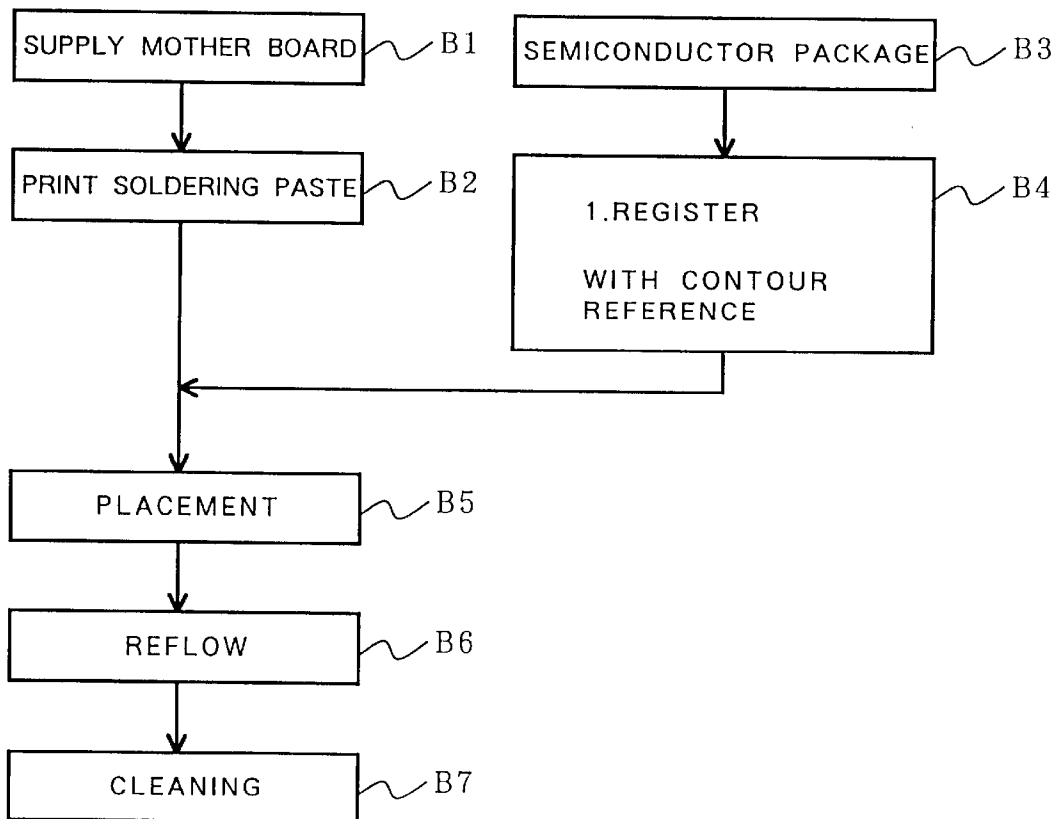 SUPPLY MOTHER BOARD
B1
SEMICONDUCTOR PACKAGE
B3
PRINT SOLDERING PASTE
B2
1.REGISTER
WITH CONTOUR
REFERENCE
B4
PLACEMENT
B5
REFLOW
B6
CLEANING
B7